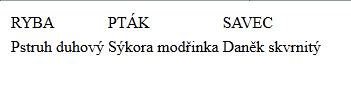 RYBA PTÁK SAVEC
Pstruh duhový Sýkora modřinka Daněk skvrnitý